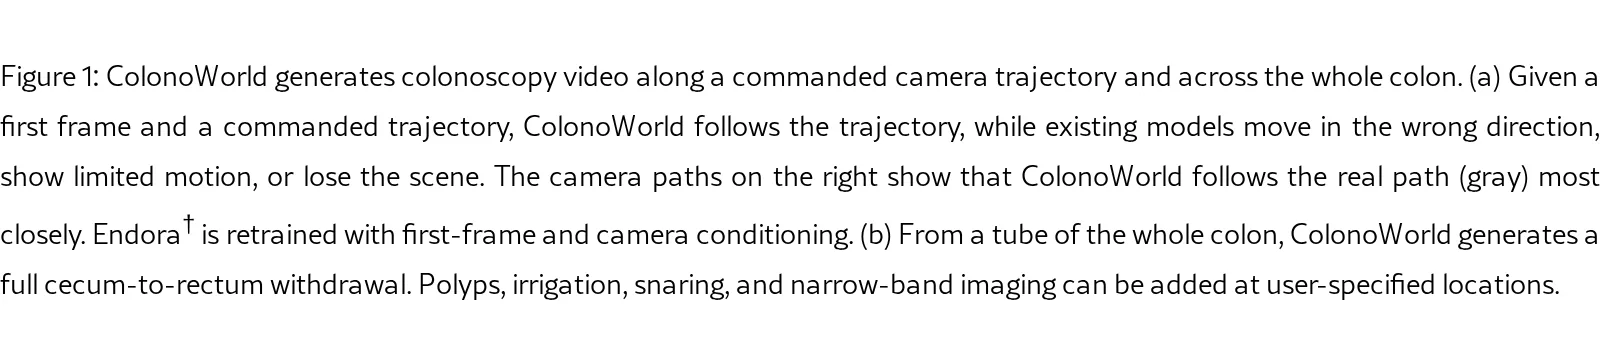 Figure 1: ColonoWorld generates colonoscopy video along a commanded camera trajectory and across the whole colon. (a) Given a
first frame and a commanded trajectory, ColonoWorld follows the trajectory, while existing models move in the wrong direction,
show limited motion, or lose the scene. The camera paths on the right show that ColonoWorld follows the real path (gray) most
closely. Endora† is retrained with first-frame and camera conditioning. (b) From a tube of the whole colon, ColonoWorld generates a
full cecum-to-rectum withdrawal. Polyps, irrigation, snaring, and narrow-band imaging can be added at user-specified locations.